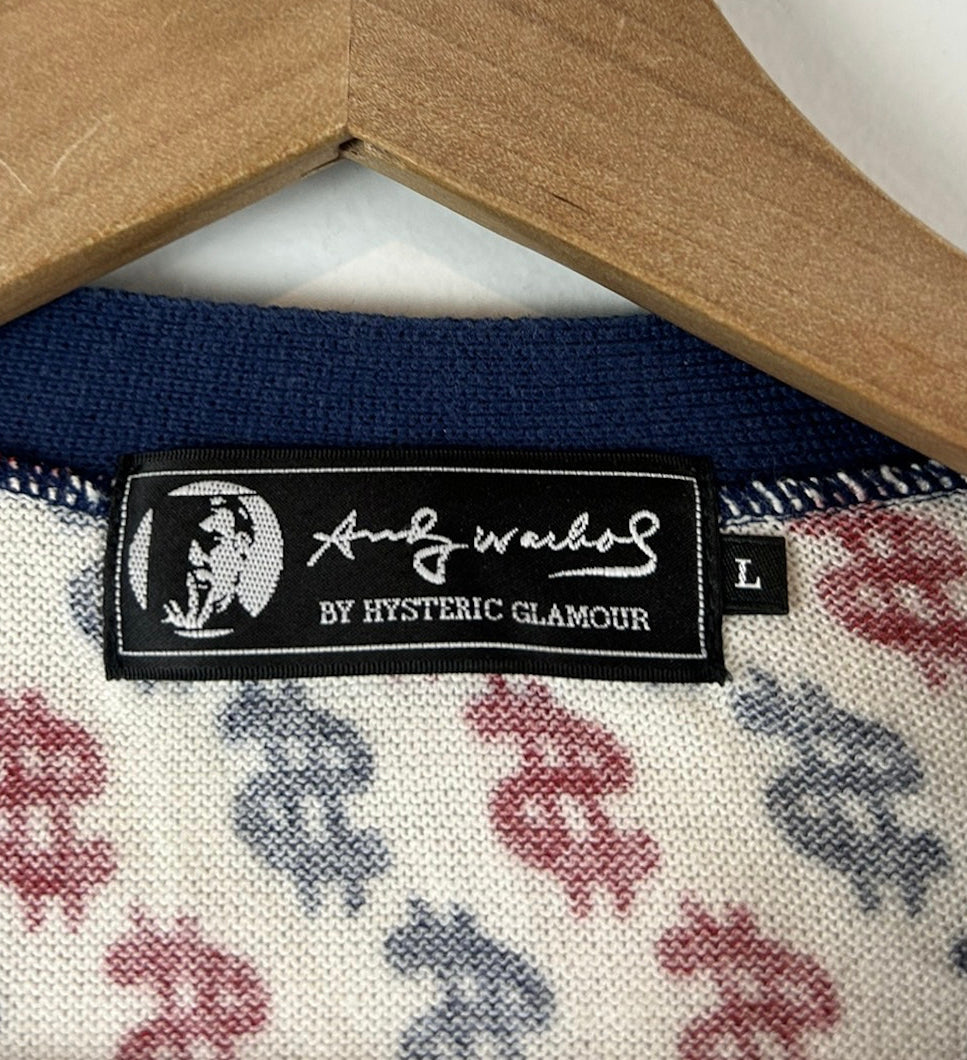 Andy Warhol
BY HYSTERIC GLAMOUR
L